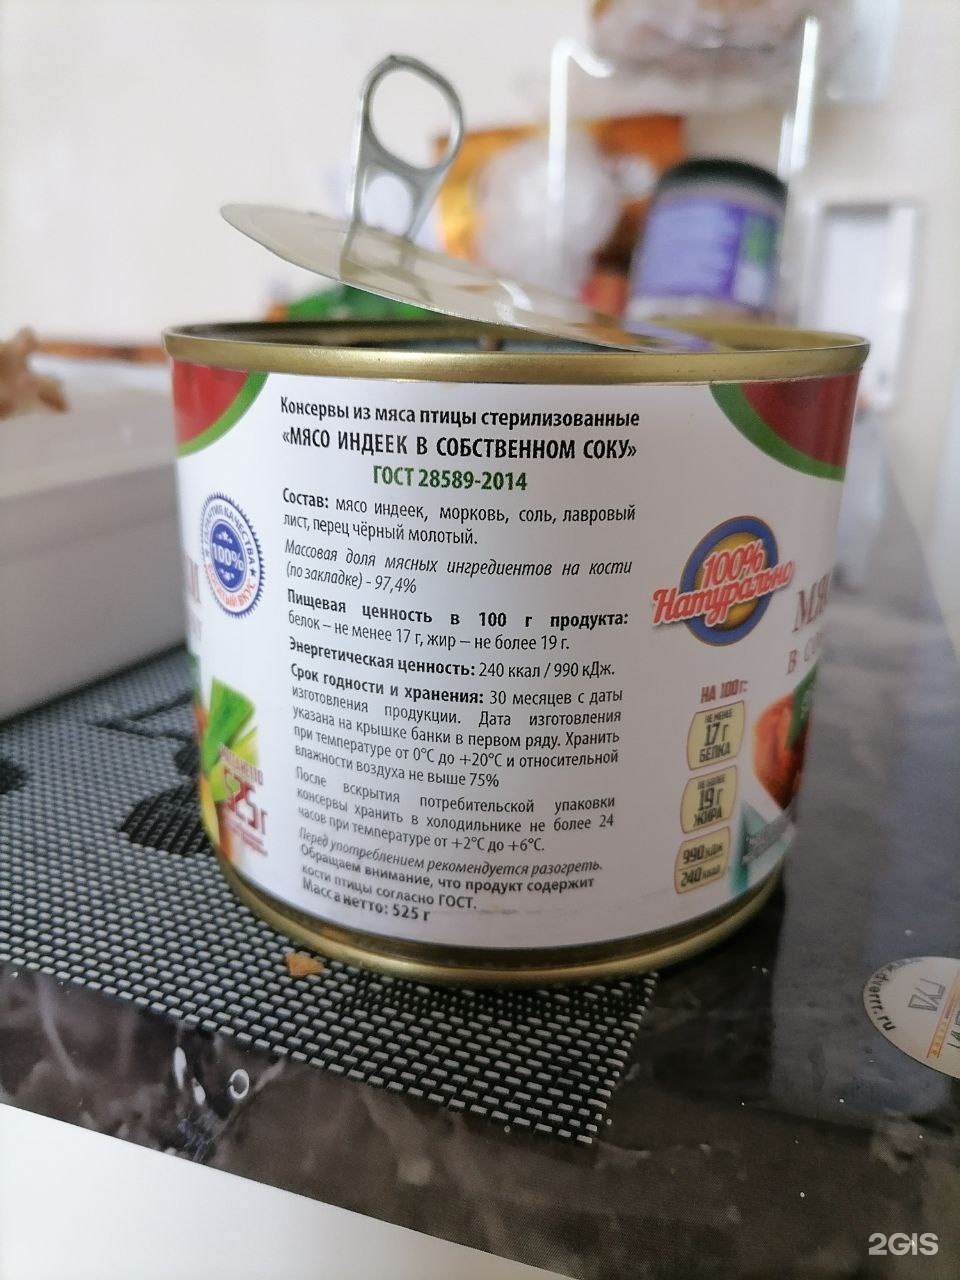 Консервы из мяса птицы стерилизованные
«МЯСО ИНДЕЕК В СОБСТВЕННОМ СОКУ»
ГОСТ 28589-2014
Состав: мясо индеек, морковь, соль, лавровый
лист, перец чёрный молотый.
Массовая доля мясных ингредиентов на кости
(по закладке) - 97,4%
Пищевая ценность в 100 г продукта:
белок – не менее 17 г, жир – не более 19 г.
Энергетическая ценность: 240 ккал / 990 кДж.
Срок годности и хранения: 30 месяцев с даты
изготовления продукции. Дата изготовления
указана на крышке банки в первом ряду. Хранить
при температуре от 0°С до +20°С и относительной
влажности воздуха не выше 75%
После вскрытия потребительской упаковки
консервы хранить в холодильнике не более 24
часов при температуре от +2°С до +6°С.
Перед употреблением рекомендуется разогреть.
Обращаем внимание, что продукт содержит
кости птицы согласно ГОСТ.
Масса нетто: 525 г
КАЧЕСТВА
100%
ВКУС
525 г
100%
Натурально
В
НА 100 г:
НЕ МЕНЕЕ
17 г
БЕЛКА
НЕ БОЛЕЕ
19 г
ЖИРА
990 кДж
240 ккал
2GIS